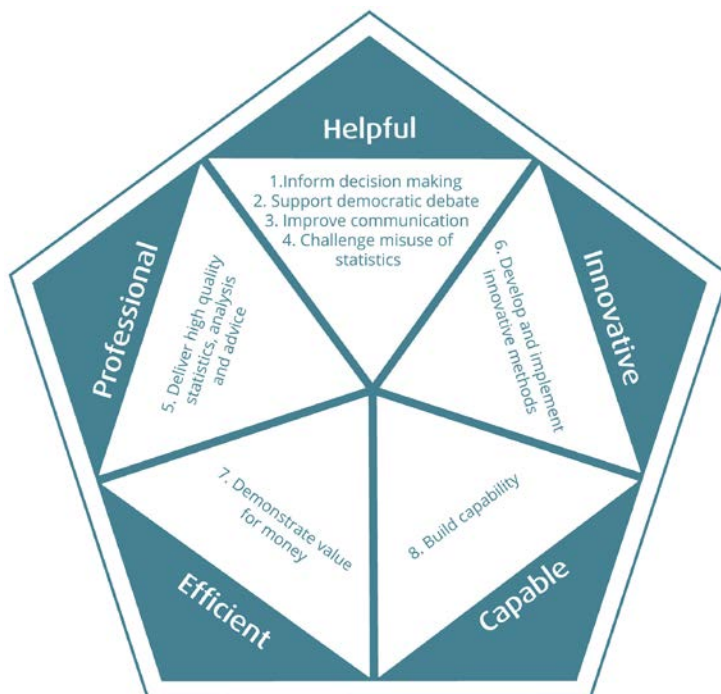 Helpful
1.Inform decision making
2. Support democratic debate
3. Improve communication
4. Challenge misuse of
statistics
Professional
5. Deliver high quality
statistics, analysis
and advice
Innovative
6. Develop and implement
innovative methods
Efficient
7. Demonstrate value
for money
Capable
8. Build capability